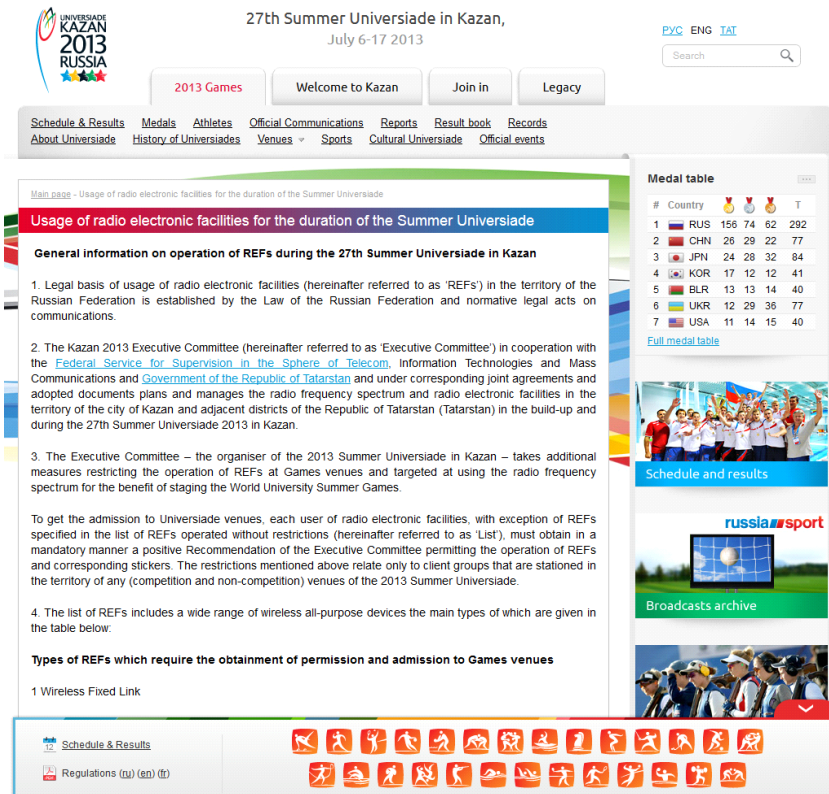 UNIVERSIADE
KAZAN
2013
RUSSIA
27th Summer Universiade in Kazan,
July 6-17 2013
РУС ENG ТАТ
Search
2013 Games Welcome to Kazan Join in Legacy
Schedule & Results Medals Athletes Official Communications Reports Result book Records
About Universiade History of Universiades Venues Sports Cultural Universiade Official events
Main page - Usage of radio electronic facilities for the duration of the Summer Universiade
Usage of radio electronic facilities for the duration of the Summer Universiade
General information on operation of REFs during the 27th Summer Universiade in Kazan
1. Legal basis of usage of radio electronic facilities (hereinafter referred to as ‘REFs’) in the territory of the
Russian Federation is established by the Law of the Russian Federation and normative legal acts on
communications.
2. The Kazan 2013 Executive Committee (hereinafter referred to as ‘Executive Committee’) in cooperation with
the Federal Service for Supervision in the Sphere of Telecom, Information Technologies and Mass
Communications and Government of the Republic of Tatarstan and under corresponding joint agreements and
adopted documents plans and manages the radio frequency spectrum and radio electronic facilities in the
territory of the city of Kazan and adjacent districts of the Republic of Tatarstan (Tatarstan) in the build-up and
during the 27th Summer Universiade 2013 in Kazan.
3. The Executive Committee – the organiser of the 2013 Summer Universiade in Kazan – takes additional
measures restricting the operation of REFs at Games venues and targeted at using the radio frequency
spectrum for the benefit of staging the World University Summer Games.
To get the admission to Universiade venues, each user of radio electronic facilities, with exception of REFs
specified in the list of REFs operated without restrictions (hereinafter referred to as ‘List’), must obtain in a
mandatory manner a positive Recommendation of the Executive Committee permitting the operation of REFs
and corresponding stickers. The restrictions mentioned above relate only to client groups that are stationed in
the territory of any (competition and non-competition) venues of the 2013 Summer Universiade.
4. The list of REFs includes a wide range of wireless all-purpose devices the main types of which are given in
the table below:
Types of REFs which require the obtainment of permission and admission to Games venues
1 Wireless Fixed Link
Medal table
# Country T
1 RUS 156 74 62 292
2 CHN 26 29 22 77
3 JPN 24 28 32 84
4 KOR 17 12 12 41
5 BLR 13 13 14 40
6 UKR 12 29 36 77
7 USA 11 14 15 40
Full medal table
Schedule and results
russia sport
Broadcasts archive
12 Schedule & Results
Regulations (ru) (en) (fr)